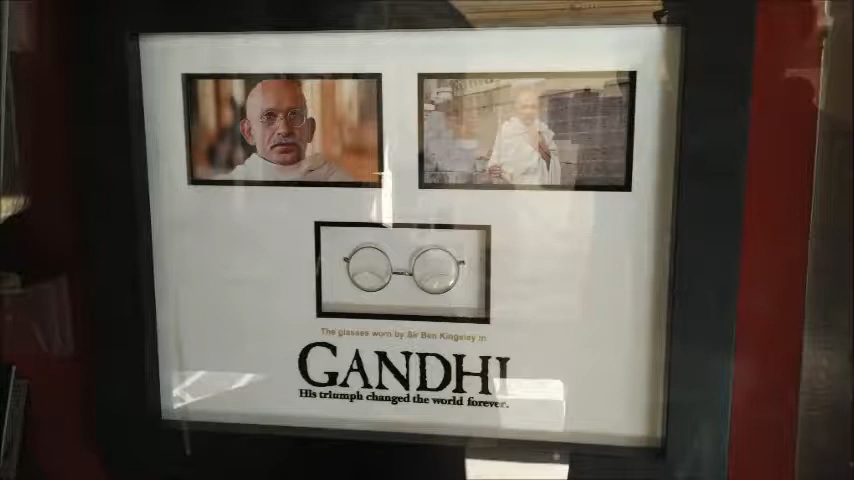 The glasses worn by Sir Ben Kingsley in
GANDHI
His triumph changed the world forever.